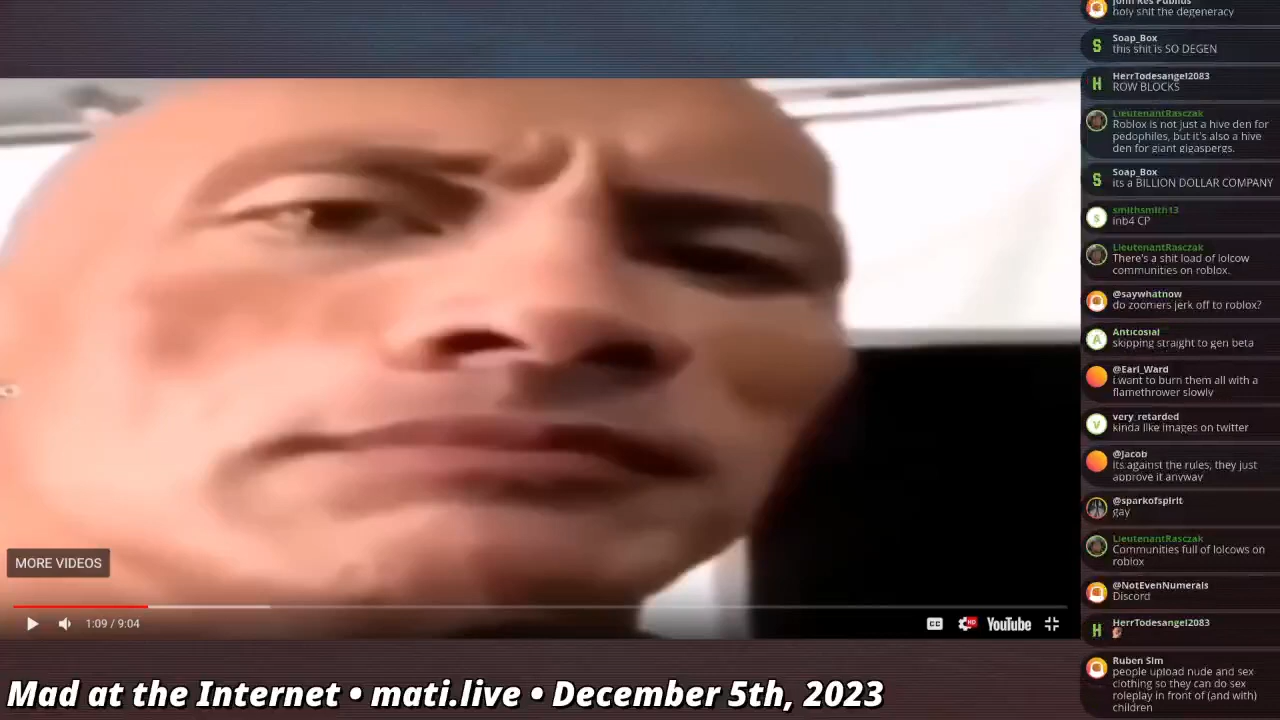 John Res Publius
holy shit the degeneracy
Soap_Box
this shit is SO DEGEN
HerrTodesangel2083
ROW BLOCKS
LieutenantRasczak
Roblox is not just a hive den for
pedophiles, but it's also a hive
den for giant gigaspergs.
Soap_Box
its a BILLION DOLLAR COMPANY
smithsmith13
inb4 CP
LieutenantRasczak
There's a shit load of lolcow
communities on roblox.
@saywhatnow
do zoomers jerk off to roblox?
Anticosial
skipping straight to gen beta
@Earl_Ward
i want to burn them all with a
flamethrower slowly
very_retarded
kinda like images on twitter
@Jacob
its against the rules, they just
approve it anyway
@sparkofspirit
gay
LieutenantRasczak
Communities full of lolcows on
roblox
@NotEvenNumerals
Discord
HerrTodesangel2083
Ruben Sim
people upload nude and sex
clothing so they can do sex
roleplay in front of (and with)
children
MORE VIDEOS
1:09 / 9:04
CC
HD
YouTube
Mad at the Internet • mati.live • December 5th, 2023